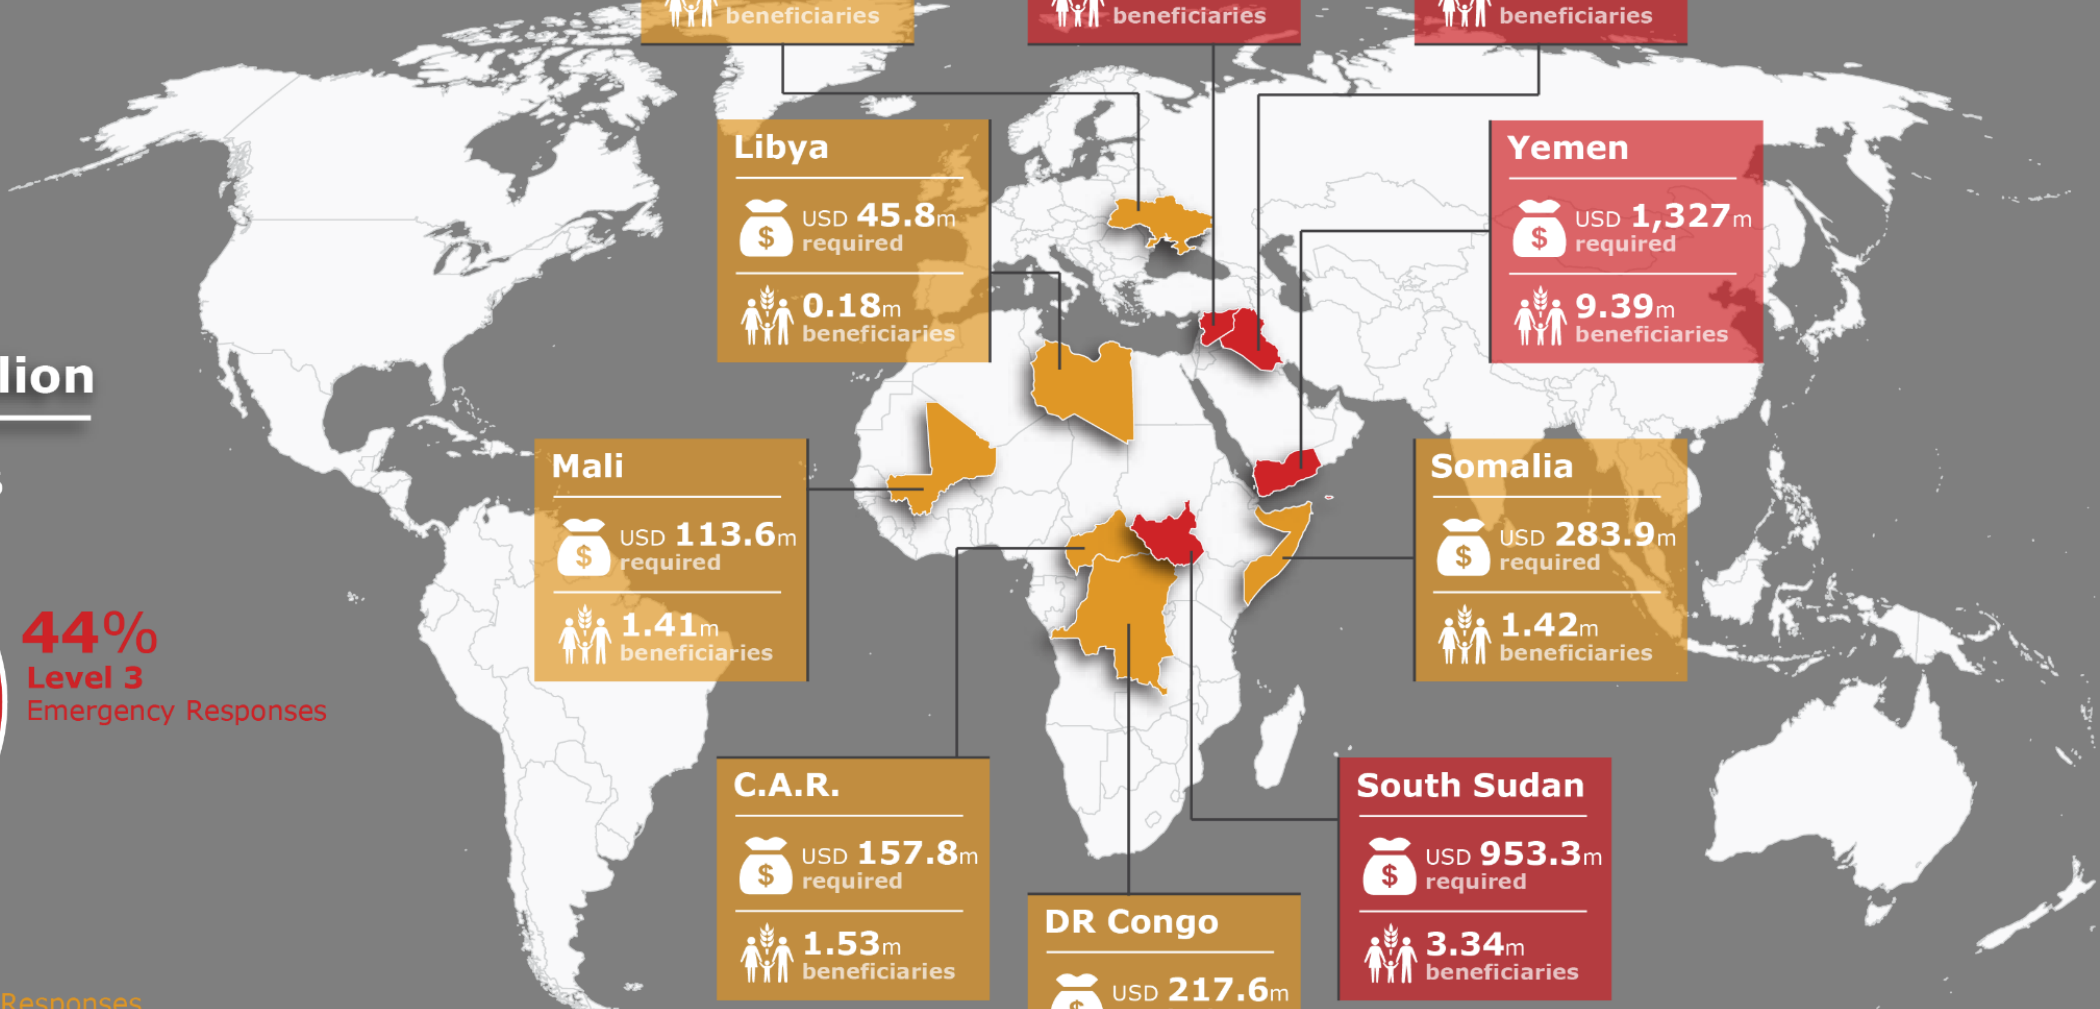 beneficiaries
beneficiaries
beneficiaries
Libya
USD 45.8m
required
0.18m
beneficiaries
Yemen
USD 1,327m
required
9.39m
beneficiaries
lion
Mali
USD 113.6m
required
1.41m
beneficiaries
Somalia
USD 283.9m
required
1.42m
beneficiaries
44%
Level 3
Emergency Responses
C.A.R.
USD 157.8m
required
1.53m
beneficiaries
DR Congo
USD 217.6m
South Sudan
USD 953.3m
required
3.34m
beneficiaries
Responses